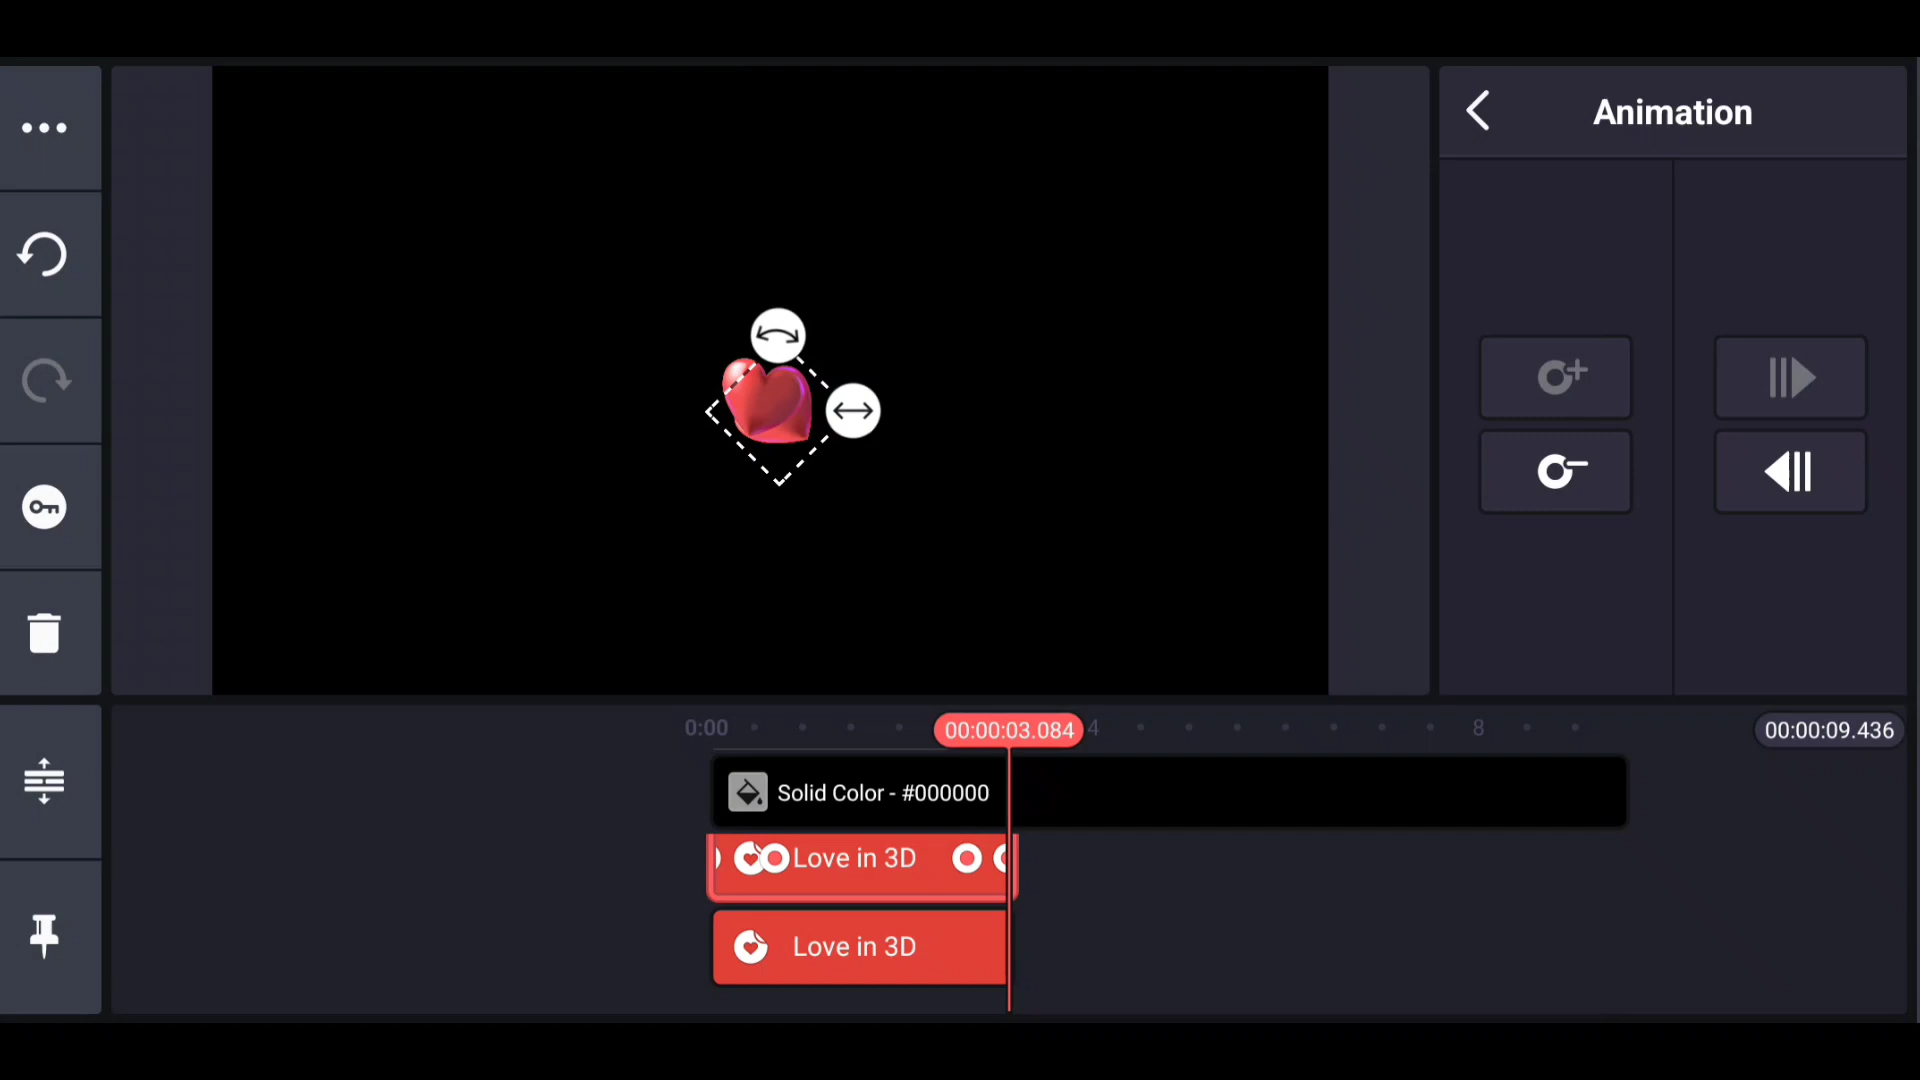 Animation
0:00
00:00:03.084
4
8
00:00:09.436
Solid Color - #000000
Love in 3D
Love in 3D